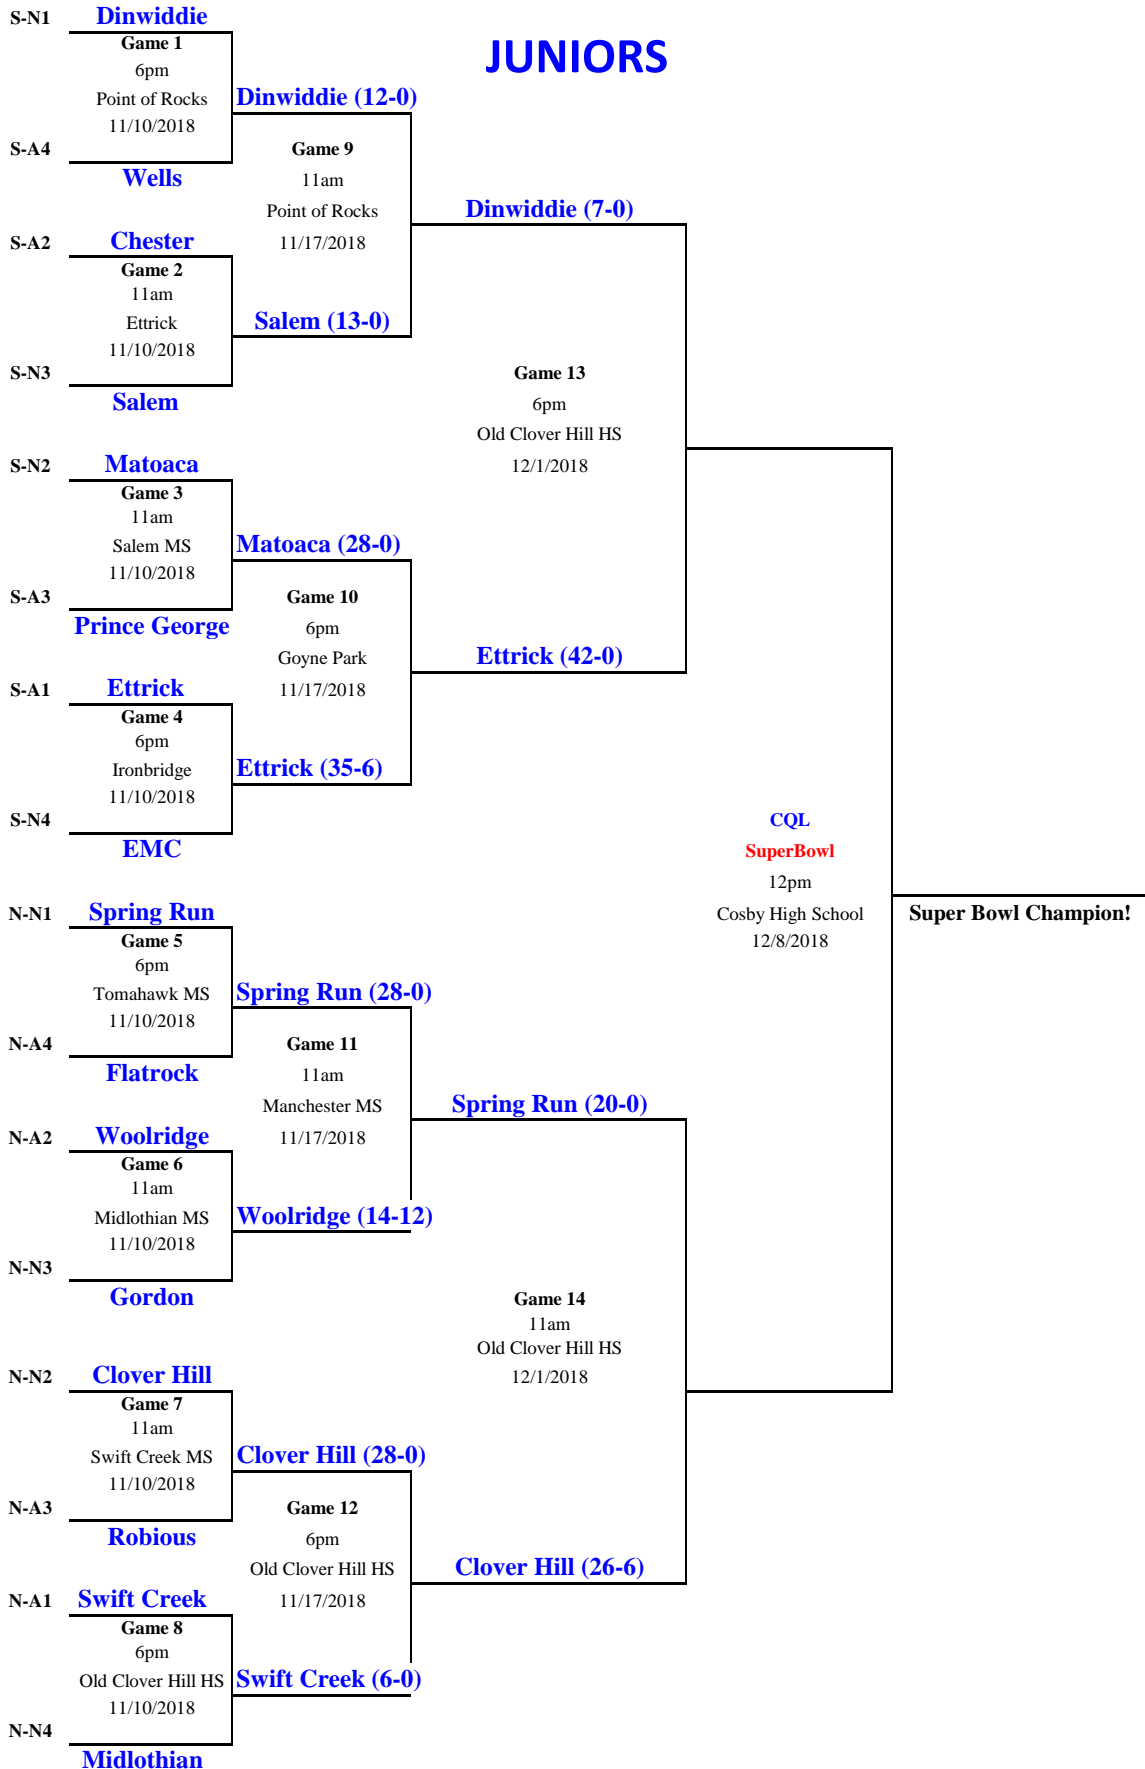 JUNIORS
S-N1
Dinwiddie
Game 1
6pm
Point of Rocks
11/10/2018
S-A4
Wells
Dinwiddie (12-0)
Game 9
11am
Point of Rocks
11/17/2018
S-A2
Chester
Game 2
11am
Ettrick
11/10/2018
S-N3
Salem
Salem (13-0)
Dinwiddie (7-0)
Game 13
6pm
Old Clover Hill HS
12/1/2018
S-N2
Matoaca
Game 3
11am
Salem MS
11/10/2018
S-A3
Prince George
Matoaca (28-0)
Game 10
6pm
Goyne Park
11/17/2018
Ettrick (42-0)
S-A1
Ettrick
Game 4
6pm
Ironbridge
11/10/2018
S-N4
EMC
Ettrick (35-6)
CQL
SuperBowl
12pm
Cosby High School
12/8/2018
Super Bowl Champion!
N-N1
Spring Run
Game 5
6pm
Tomahawk MS
11/10/2018
N-A4
Flatrock
Spring Run (28-0)
Game 11
11am
Manchester MS
11/17/2018
Spring Run (20-0)
N-A2
Woolridge
Game 6
11am
Midlothian MS
11/10/2018
N-N3
Gordon
Woolridge (14-12)
Game 14
11am
Old Clover Hill HS
12/1/2018
N-N2
Clover Hill
Game 7
11am
Swift Creek MS
11/10/2018
N-A3
Robious
Clover Hill (28-0)
Game 12
6pm
Old Clover Hill HS
11/17/2018
Clover Hill (26-6)
N-A1
Swift Creek
Game 8
6pm
Old Clover Hill HS
11/10/2018
N-N4
Midlothian
Swift Creek (6-0)